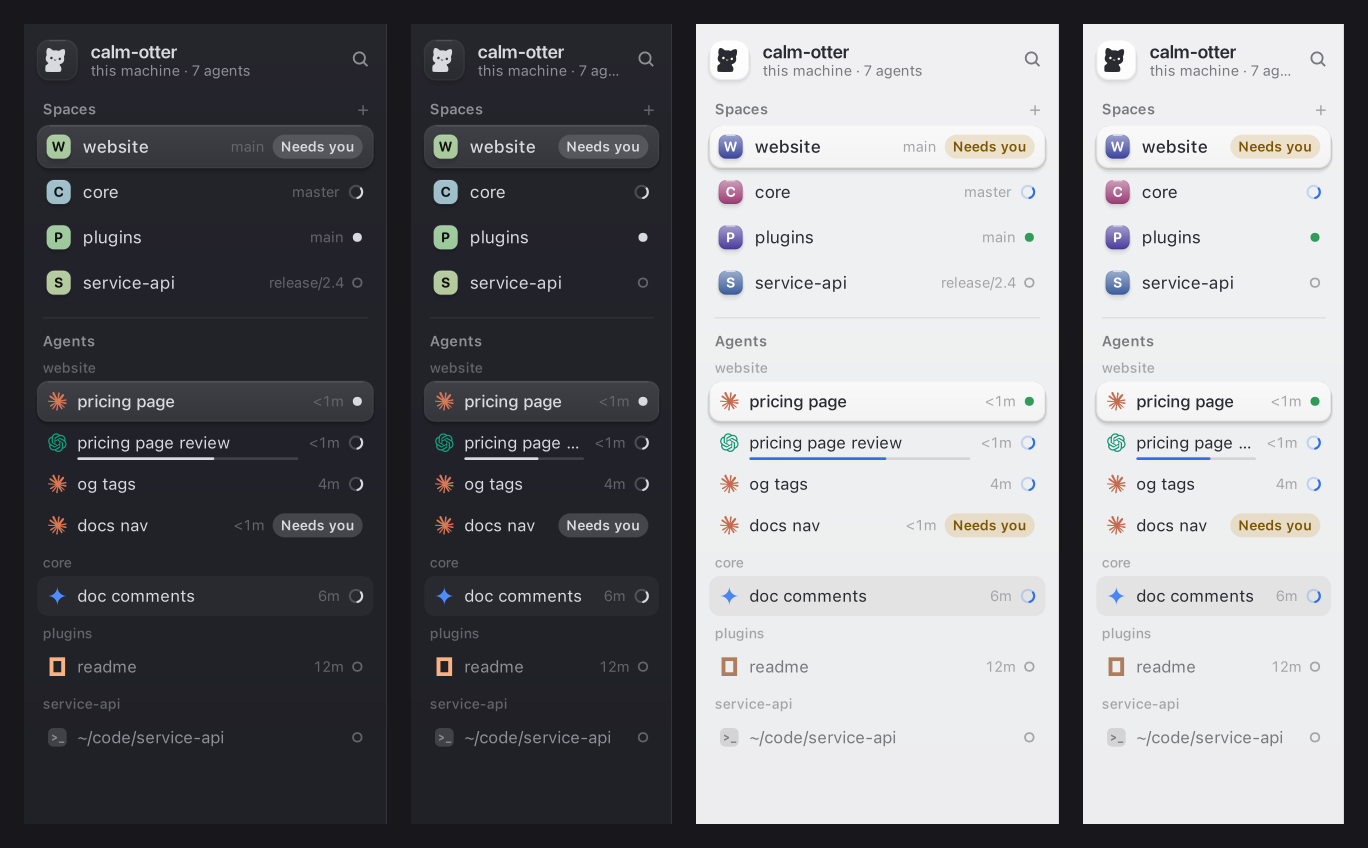 calm-otter
this machine · 7 agents
Spaces +
W website main Needs you
C core master
P plugins main
S service-api release/2.4
Agents
website
pricing page <1m
pricing page review <1m
og tags 4m
docs nav <1m Needs you
core
doc comments 6m
plugins
readme 12m
service-api
>_ ~/code/service-api
calm-otter
this machine · 7 ag...
Spaces +
W website Needs you
C core
P plugins
S service-api
Agents
website
pricing page <1m
pricing page ... <1m
og tags 4m
docs nav Needs you
core
doc comments 6m
plugins
readme 12m
service-api
>_ ~/code/service-api
calm-otter
this machine · 7 agents
Spaces +
W website main Needs you
C core master
P plugins main
S service-api release/2.4
Agents
website
pricing page <1m
pricing page review <1m
og tags 4m
docs nav <1m Needs you
core
doc comments 6m
plugins
readme 12m
service-api
>_ ~/code/service-api
calm-otter
this machine · 7 ag...
Spaces +
W website Needs you
C core
P plugins
S service-api
Agents
website
pricing page <1m
pricing page ... <1m
og tags 4m
docs nav Needs you
core
doc comments 6m
plugins
readme 12m
service-api
>_ ~/code/service-api